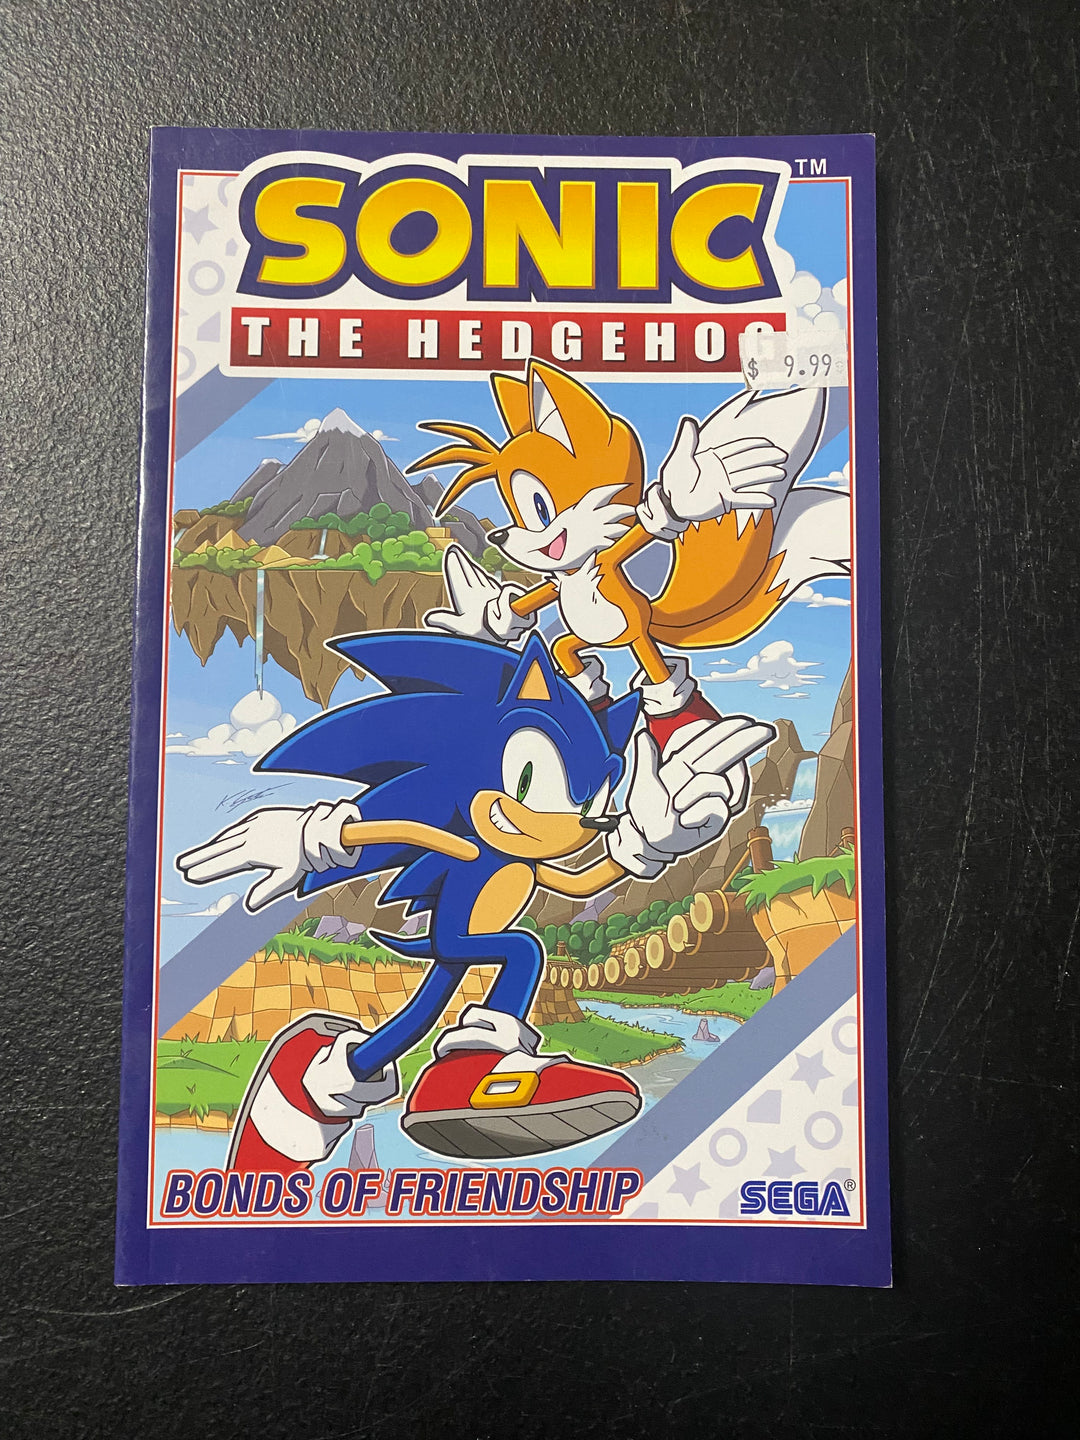 SONIC
TM
THE HEDGEHOG
$ 9.99
BONDS OF FRIENDSHIP
SEGA®